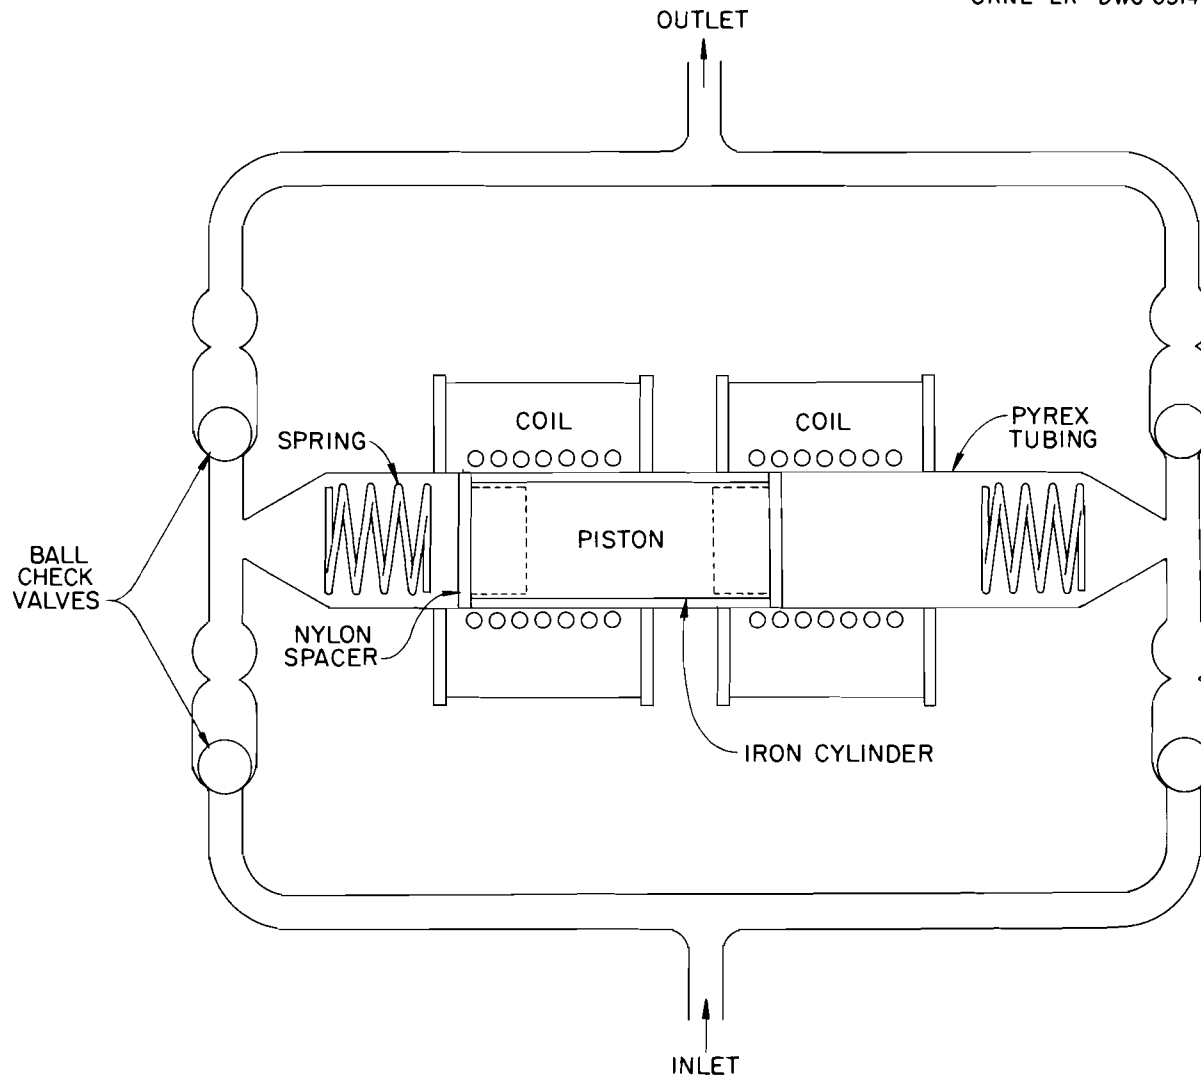 OUTLET
COIL
COIL
SPRING
PYREX
TUBING
PISTON
BALL
CHECK
VALVES
NYLON
SPACER
IRON CYLINDER
INLET